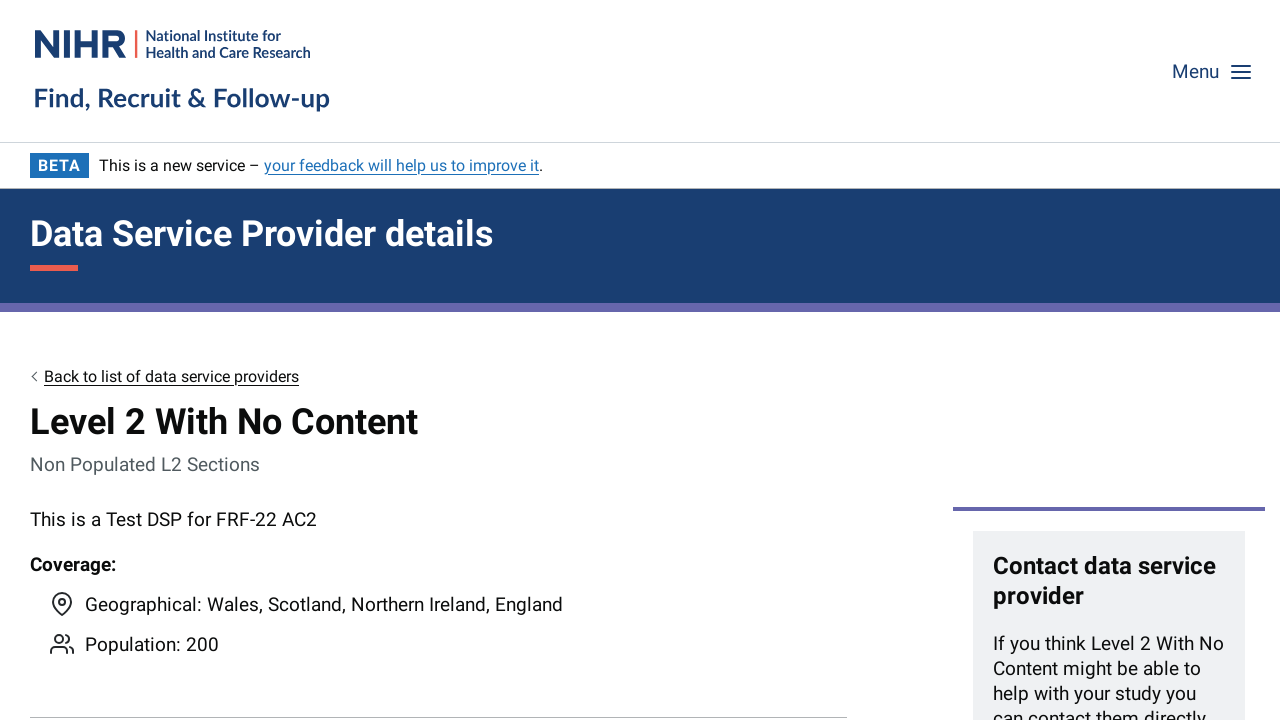 NIHR | National Institute for
Health and Care Research
Find, Recruit & Follow-up
Menu
BETA This is a new service – your feedback will help us to improve it.
Data Service Provider details
Back to list of data service providers
Level 2 With No Content
Non Populated L2 Sections
This is a Test DSP for FRF-22 AC2
Coverage:
Geographical: Wales, Scotland, Northern Ireland, England
Population: 200
Contact data service
provider
If you think Level 2 With No
Content might be able to
help with your study you
can contact them directly